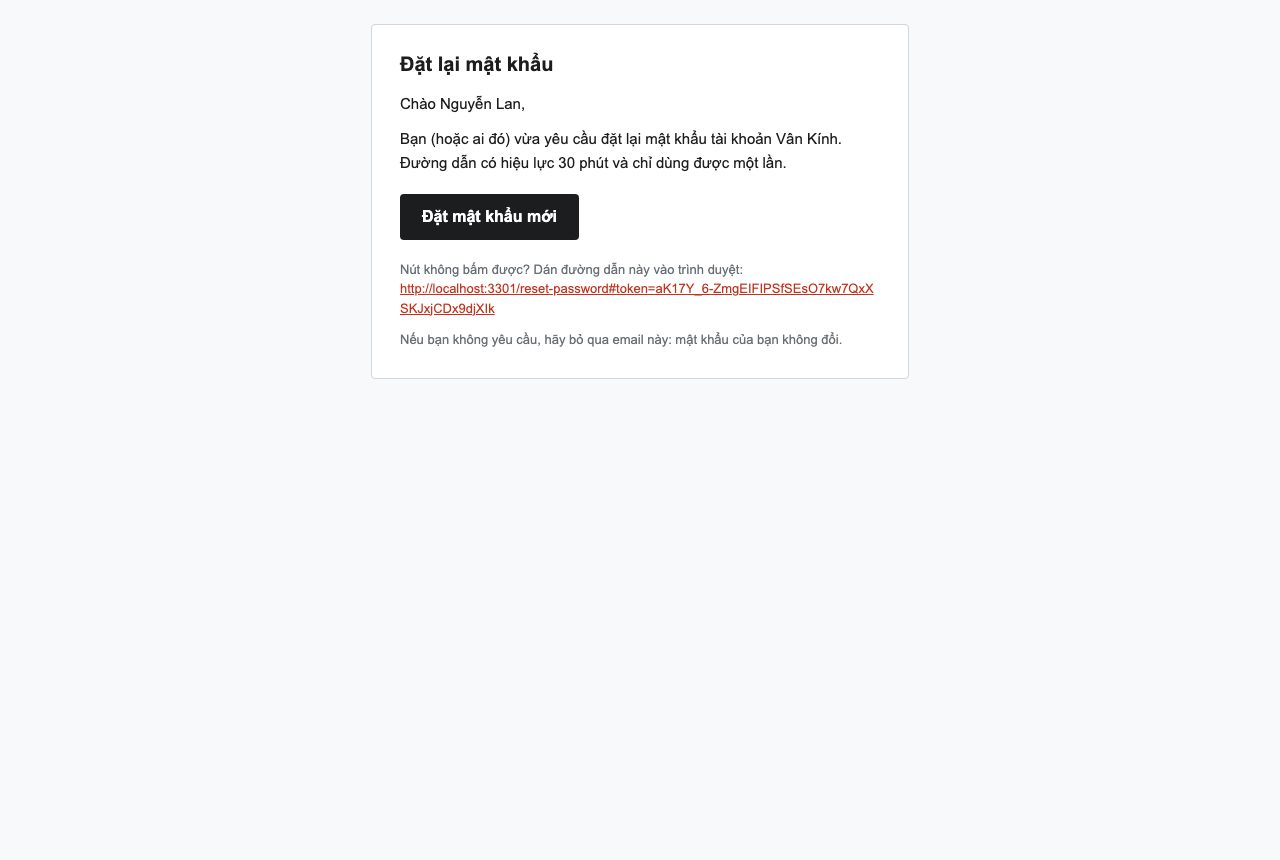 Đặt lại mật khẩu
Chào Nguyễn Lan,
Bạn (hoặc ai đó) vừa yêu cầu đặt lại mật khẩu tài khoản Vân Kính.
Đường dẫn có hiệu lực 30 phút và chỉ dùng được một lần.
Đặt mật khẩu mới
Nút không bấm được? Dán đường dẫn này vào trình duyệt:
http://localhost:3301/reset-password#token=aK17Y_6-ZmgEIFIPSfSEsO7kw7QxX
SKJxjCDx9djXIk
Nếu bạn không yêu cầu, hãy bỏ qua email này: mật khẩu của bạn không đổi.